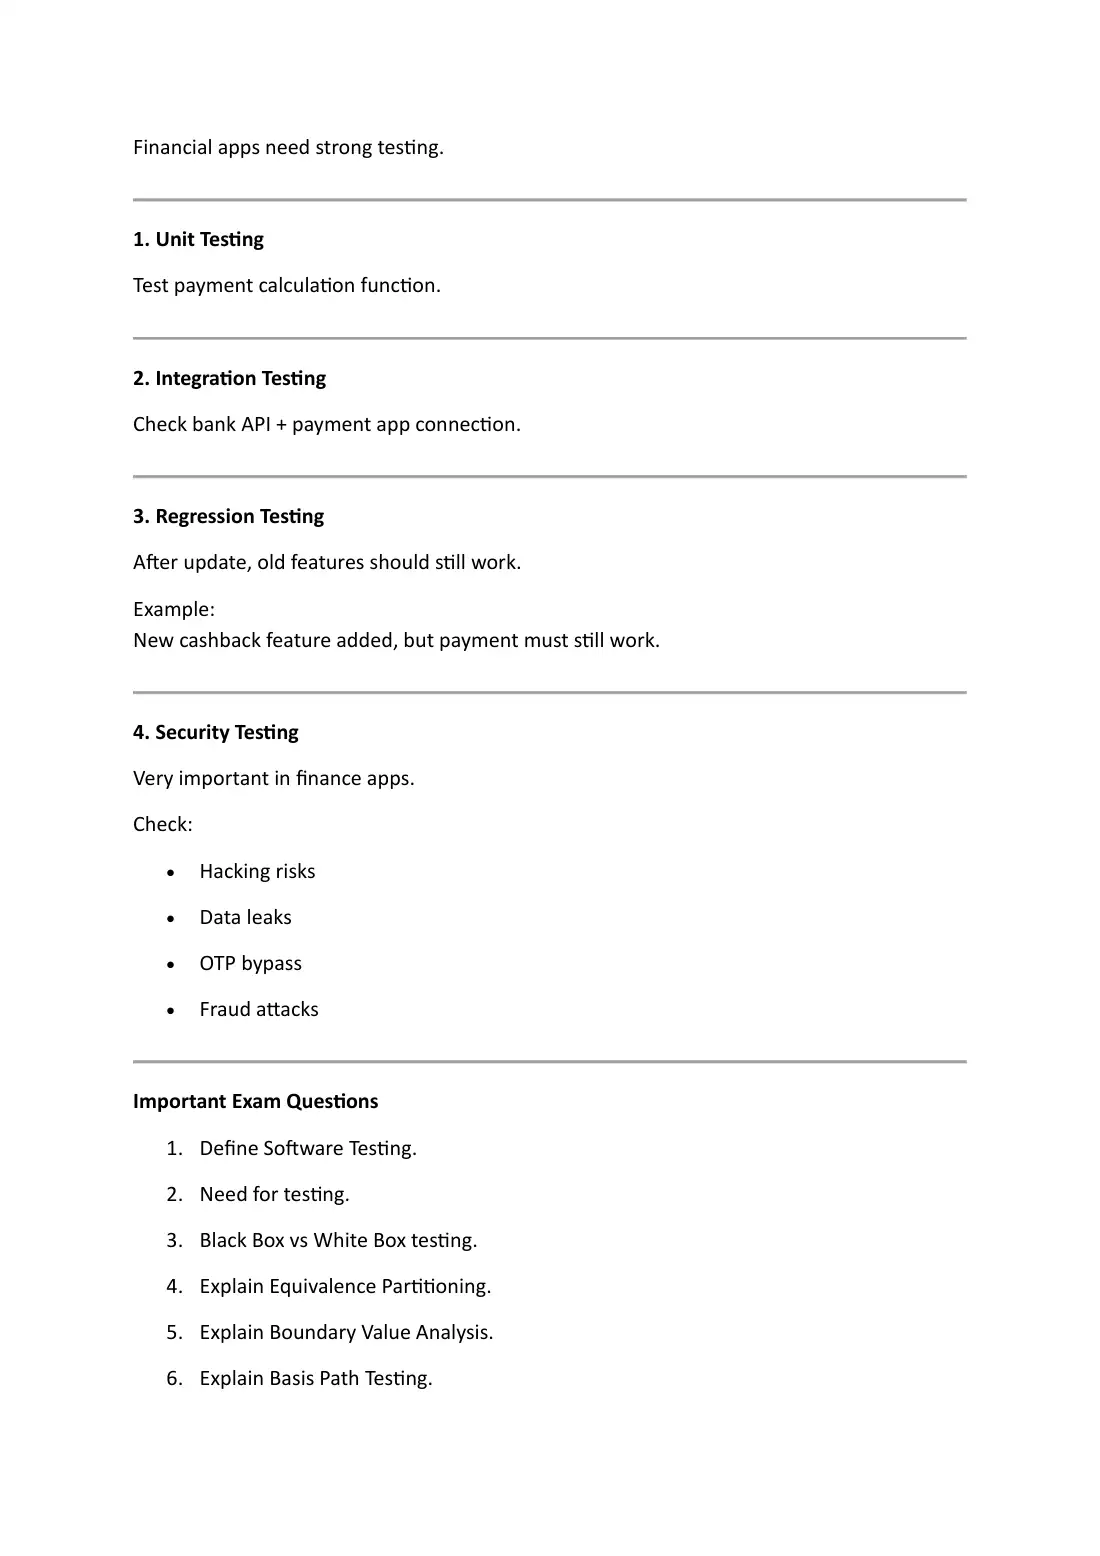 Financial apps need strong testing.
1. Unit Testing
Test payment calculation function.
2. Integration Testing
Check bank API + payment app connection.
3. Regression Testing
After update, old features should still work.
Example:
New cashback feature added, but payment must still work.
4. Security Testing
Very important in finance apps.
Check:
• Hacking risks
• Data leaks
• OTP bypass
• Fraud attacks
Important Exam Questions
1. Define Software Testing.
2. Need for testing.
3. Black Box vs White Box testing.
4. Explain Equivalence Partitioning.
5. Explain Boundary Value Analysis.
6. Explain Basis Path Testing.